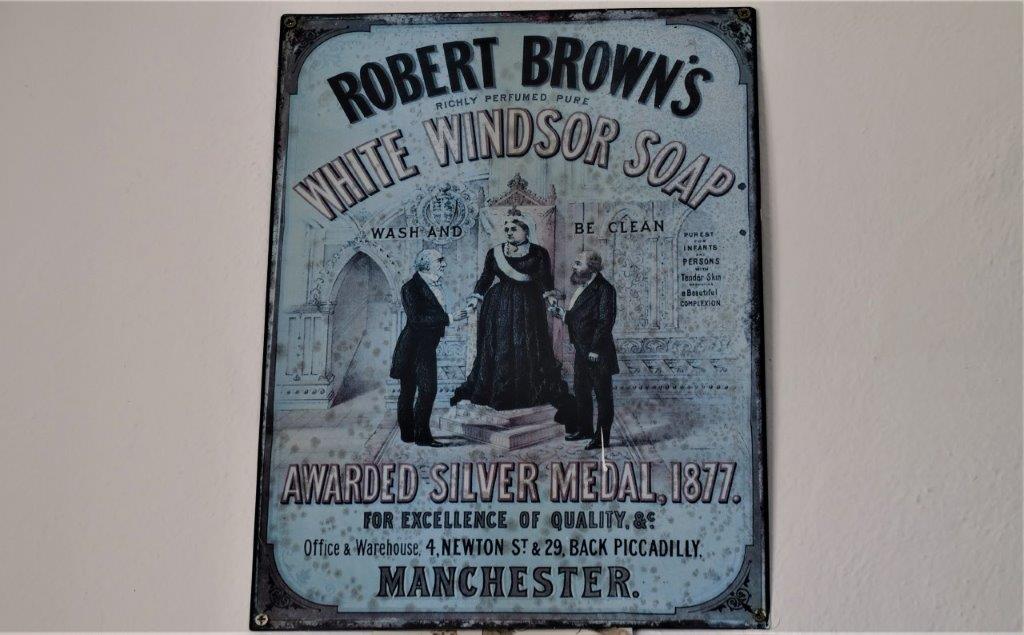 ROBERT BROWN'S
RICHLY PERFUMED PURE
WHITE WINDSOR SOAP
WASH AND BE CLEAN
PUREST
FOR
INFANTS
AND
PERSONS
WITH
Tender Skin
a Beautiful
COMPLEXION
AWARDED SILVER MEDAL, 1877.
FOR EXCELLENCE OF QUALITY, &c
Office & Warehouse, 4, NEWTON ST & 29, BACK PICCADILLY,
MANCHESTER.